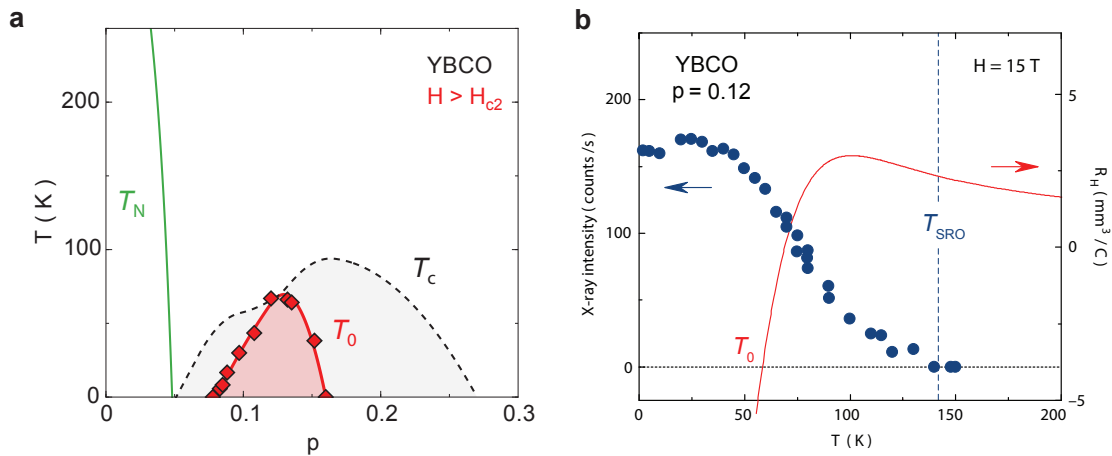 a
YBCO
H > Hc2
TN
Tc
T0
200
100
0
T ( K )
0
0.1
0.2
0.3
p
b
YBCO
p = 0.12
H = 15 T
TSRO
T0
200
100
0
X-ray intensity ( counts / s )
5
0
–5
RH ( mm³ / C )
0
50
100
150
200
T ( K )